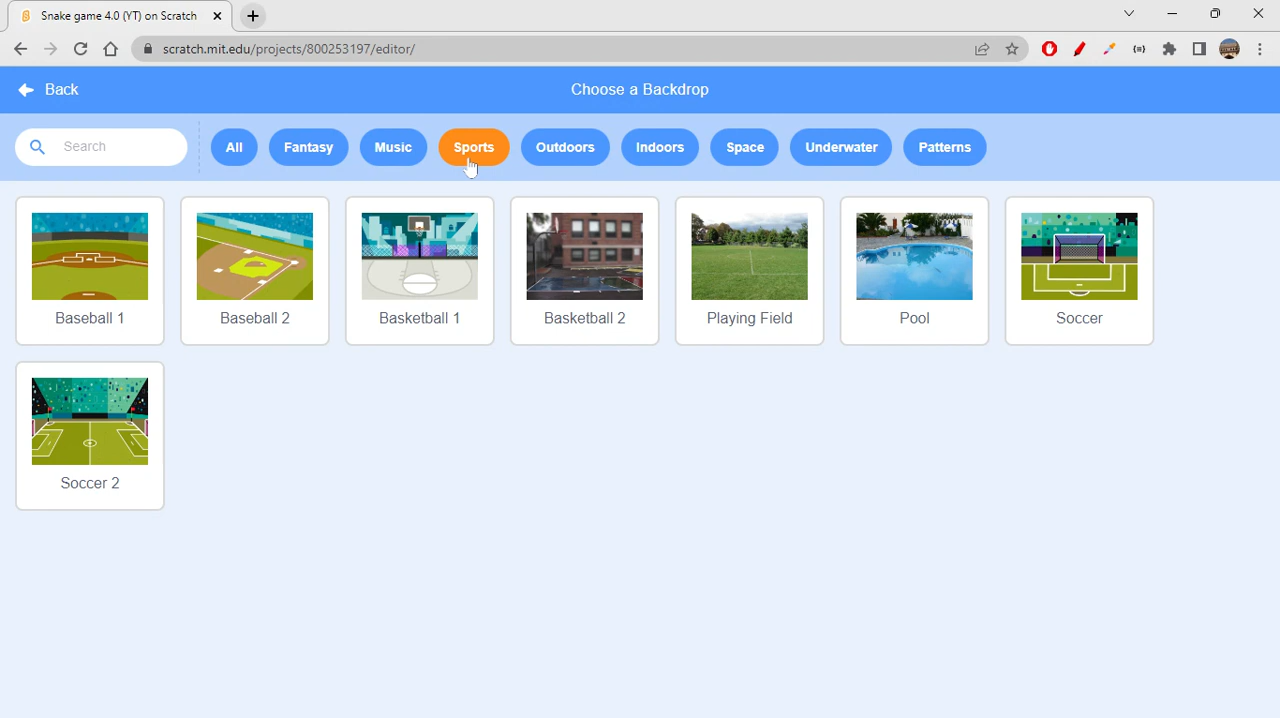 Snake game 4.0 (YT) on Scratch
scratch.mit.edu/projects/800253197/editor/
Back
Choose a Backdrop
Search
All
Fantasy
Music
Sports
Outdoors
Indoors
Space
Underwater
Patterns
Baseball 1
Baseball 2
Basketball 1
Basketball 2
Playing Field
Pool
Soccer
Soccer 2